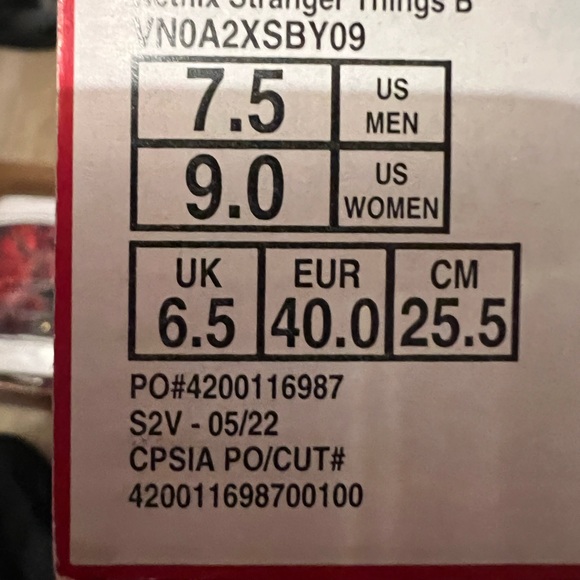 Netflix Stranger Things B
VN0A2XSBY09
7.5 US MEN
9.0 US WOMEN
UK EUR CM
6.5 40.0 25.5
PO#4200116987
S2V - 05/22
CPSIA PO/CUT#
420011698700100